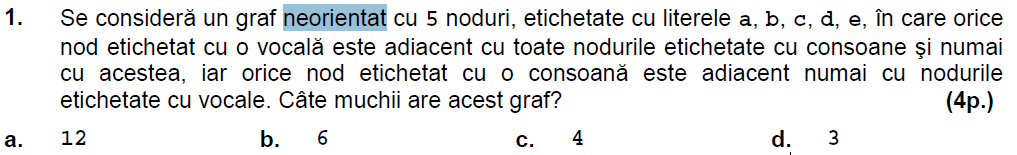 1. Se consideră un graf neorientat cu 5 noduri, etichetate cu literele a, b, c, d, e, în care orice
nod etichetat cu o vocală este adiacent cu toate nodurile etichetate cu consoane şi numai
cu acestea, iar orice nod etichetat cu o consoană este adiacent numai cu nodurile
etichetate cu vocale. Câte muchii are acest graf? (4p.)
a. 12 b. 6 c. 4 d. 3